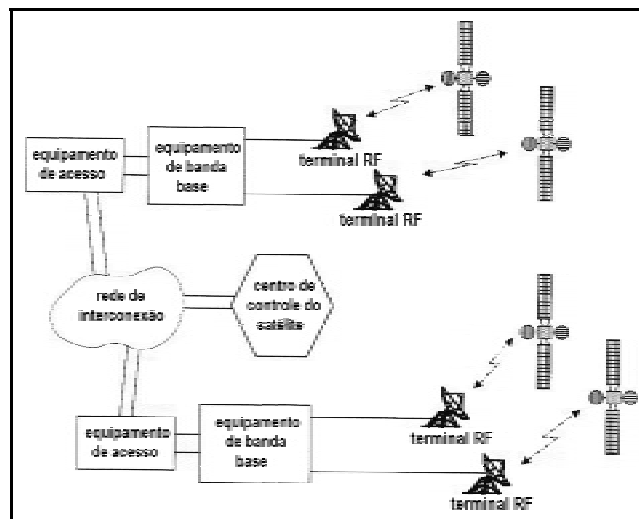 terminal RF
equipamento
de acesso
equipamento
de banda
base
terminal RF
rede de
interconexão
centro de
controle do
satélite
equipamento
de acesso
equipamento
de banda
base
terminal RF
terminal RF